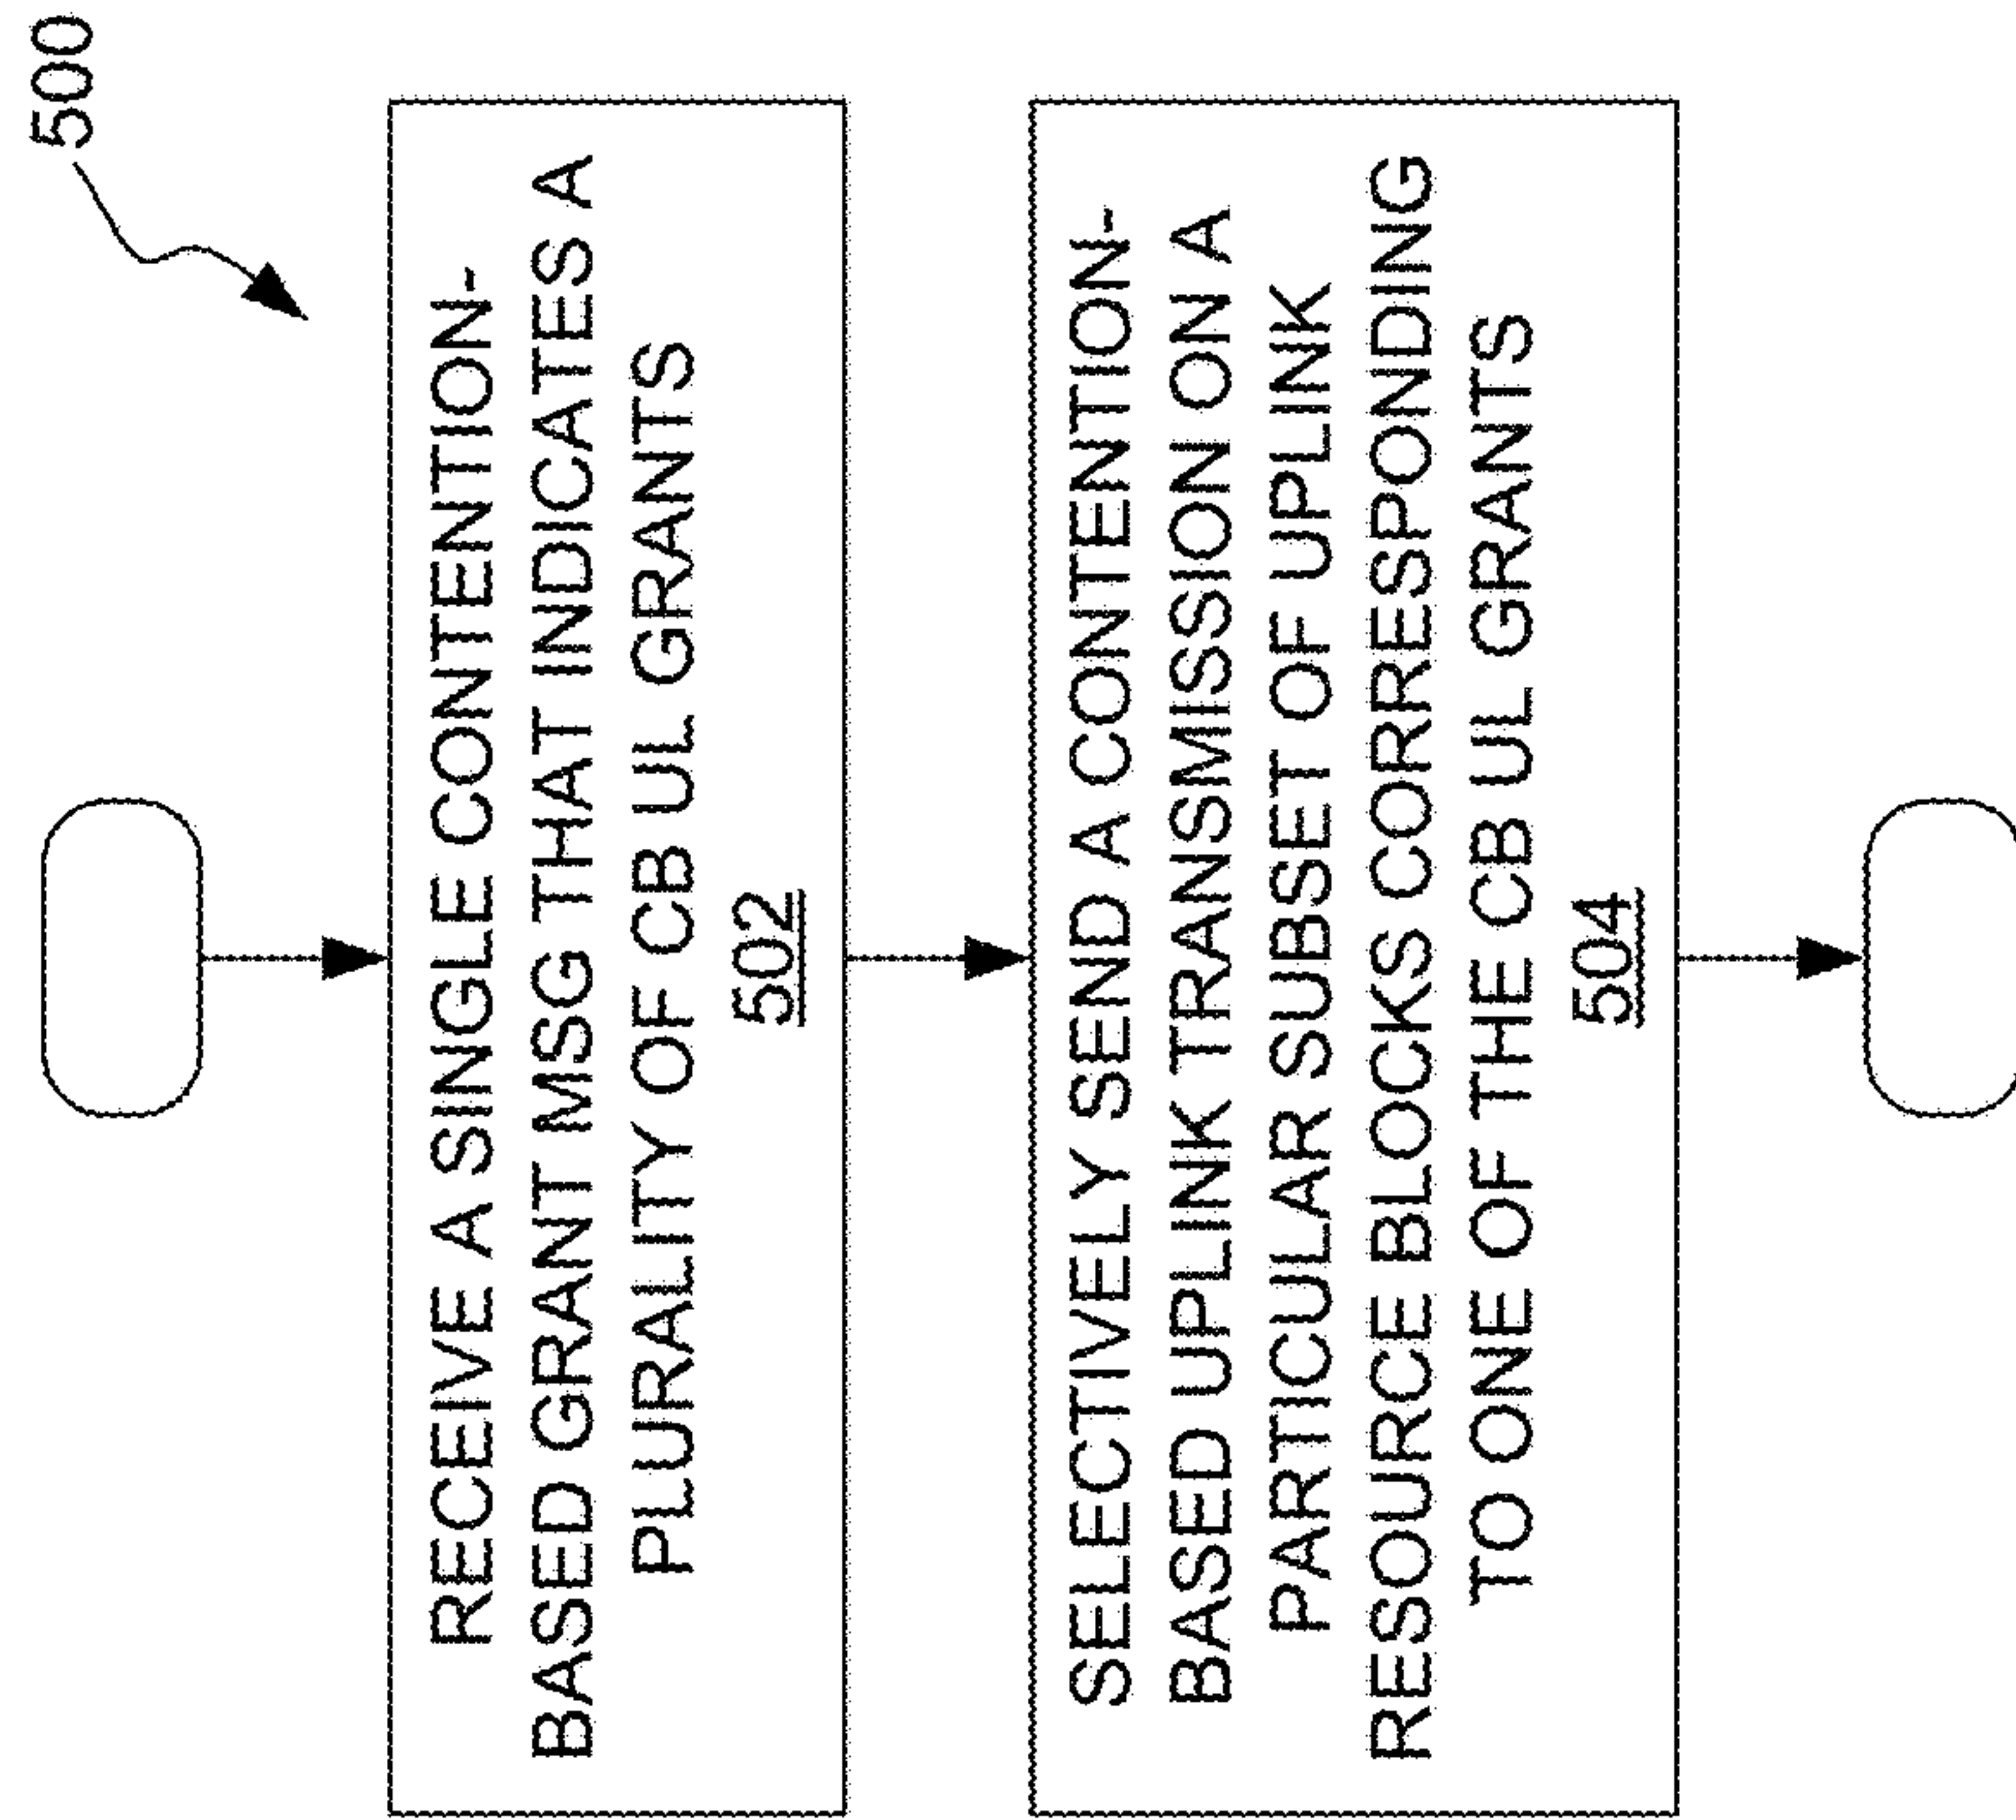 500
RECEIVE A SINGLE CONTENTION-
BASED GRANT MSG THAT INDICATES A
PLURALITY OF CB UL GRANTS
502
SELECTIVELY SEND A CONTENTION-
BASED UPLINK TRANSMISSION ON A
PARTICULAR SUBSET OF UPLINK
RESOURCE BLOCKS CORRESPONDING
TO ONE OF THE CB UL GRANTS
504